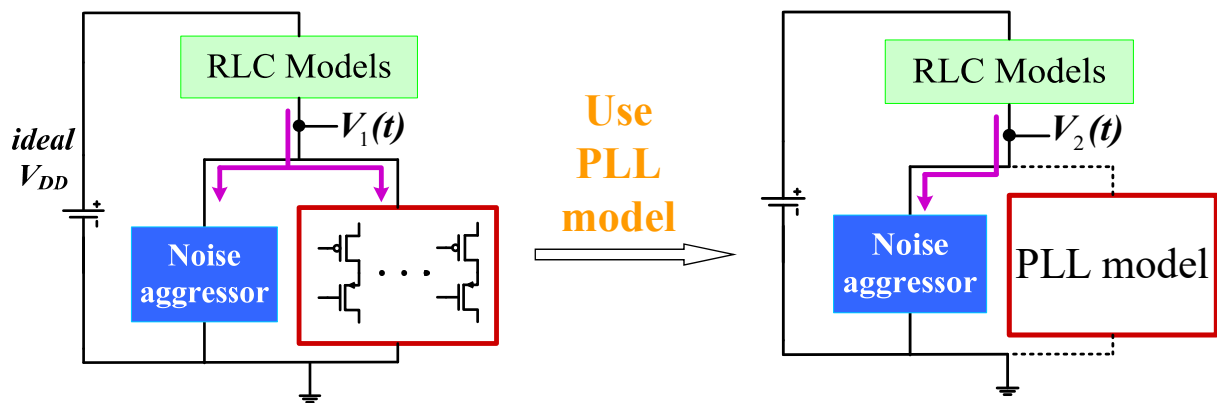 RLC Models
V1(t)
ideal
VDD
+
-
Noise
aggressor
Use
PLL
model
RLC Models
V2(t)
+
-
Noise
aggressor
PLL model